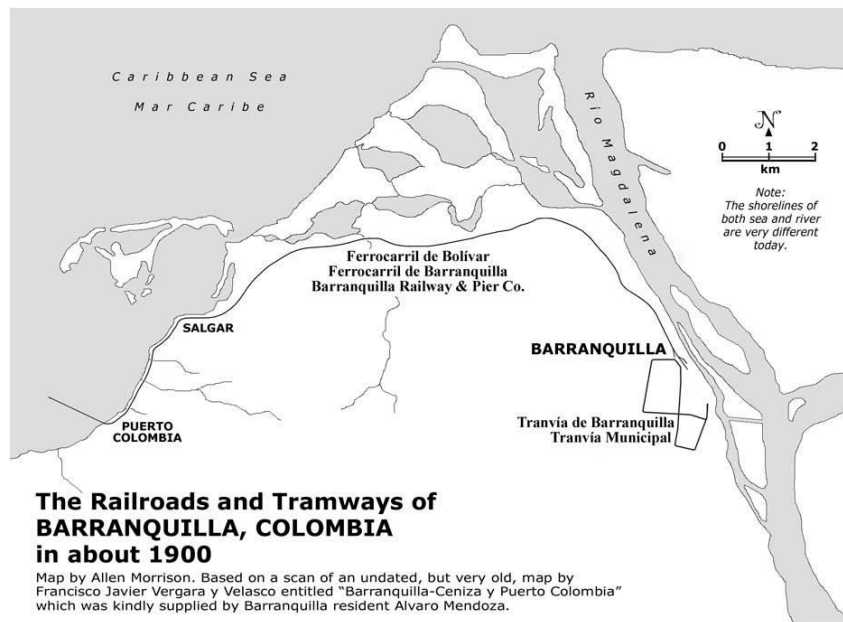 Caribbean Sea
Mar Caribe
Río Magdalena
N
0 1 2
km
Note:
The shorelines of
both sea and river
are very different
today.
Ferrocarril de Bolívar
Ferrocarril de Barranquilla
Barranquilla Railway & Pier Co.
SALGAR
BARRANQUILLA
PUERTO
COLOMBIA
Tranvía de Barranquilla
Tranvía Municipal
The Railroads and Tramways of
BARRANQUILLA, COLOMBIA
in about 1900
Map by Allen Morrison. Based on a scan of an undated, but very old, map by
Francisco Javier Vergara y Velasco entitled “Barranquilla-Ceniza y Puerto Colombia”
which was kindly supplied by Barranquilla resident Alvaro Mendoza.